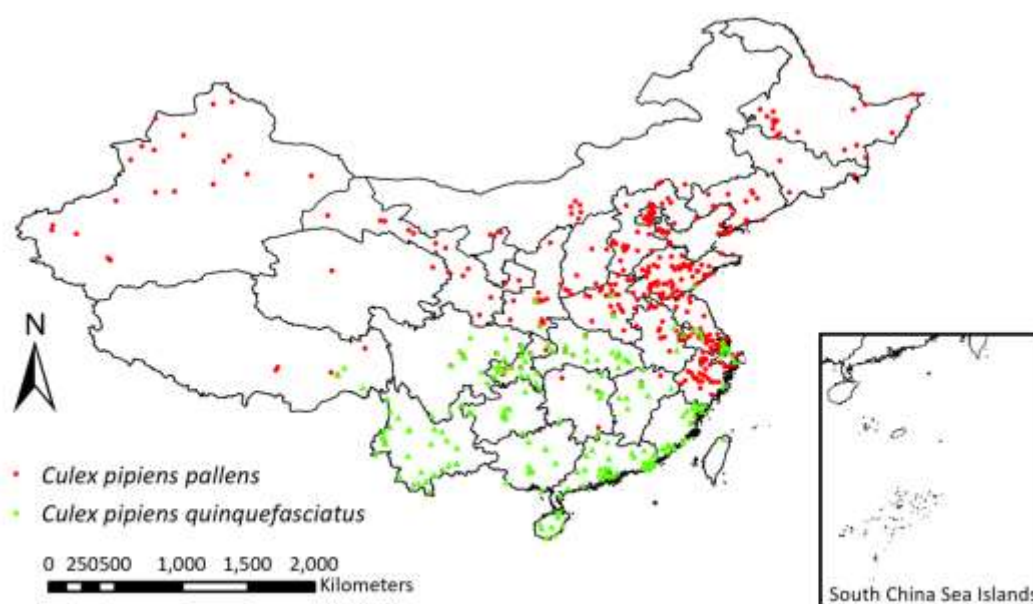 N
Culex pipiens pallens
Culex pipiens quinquefasciatus
0 250500 1,000 1,500 2,000
Kilometers
South China Sea Islands